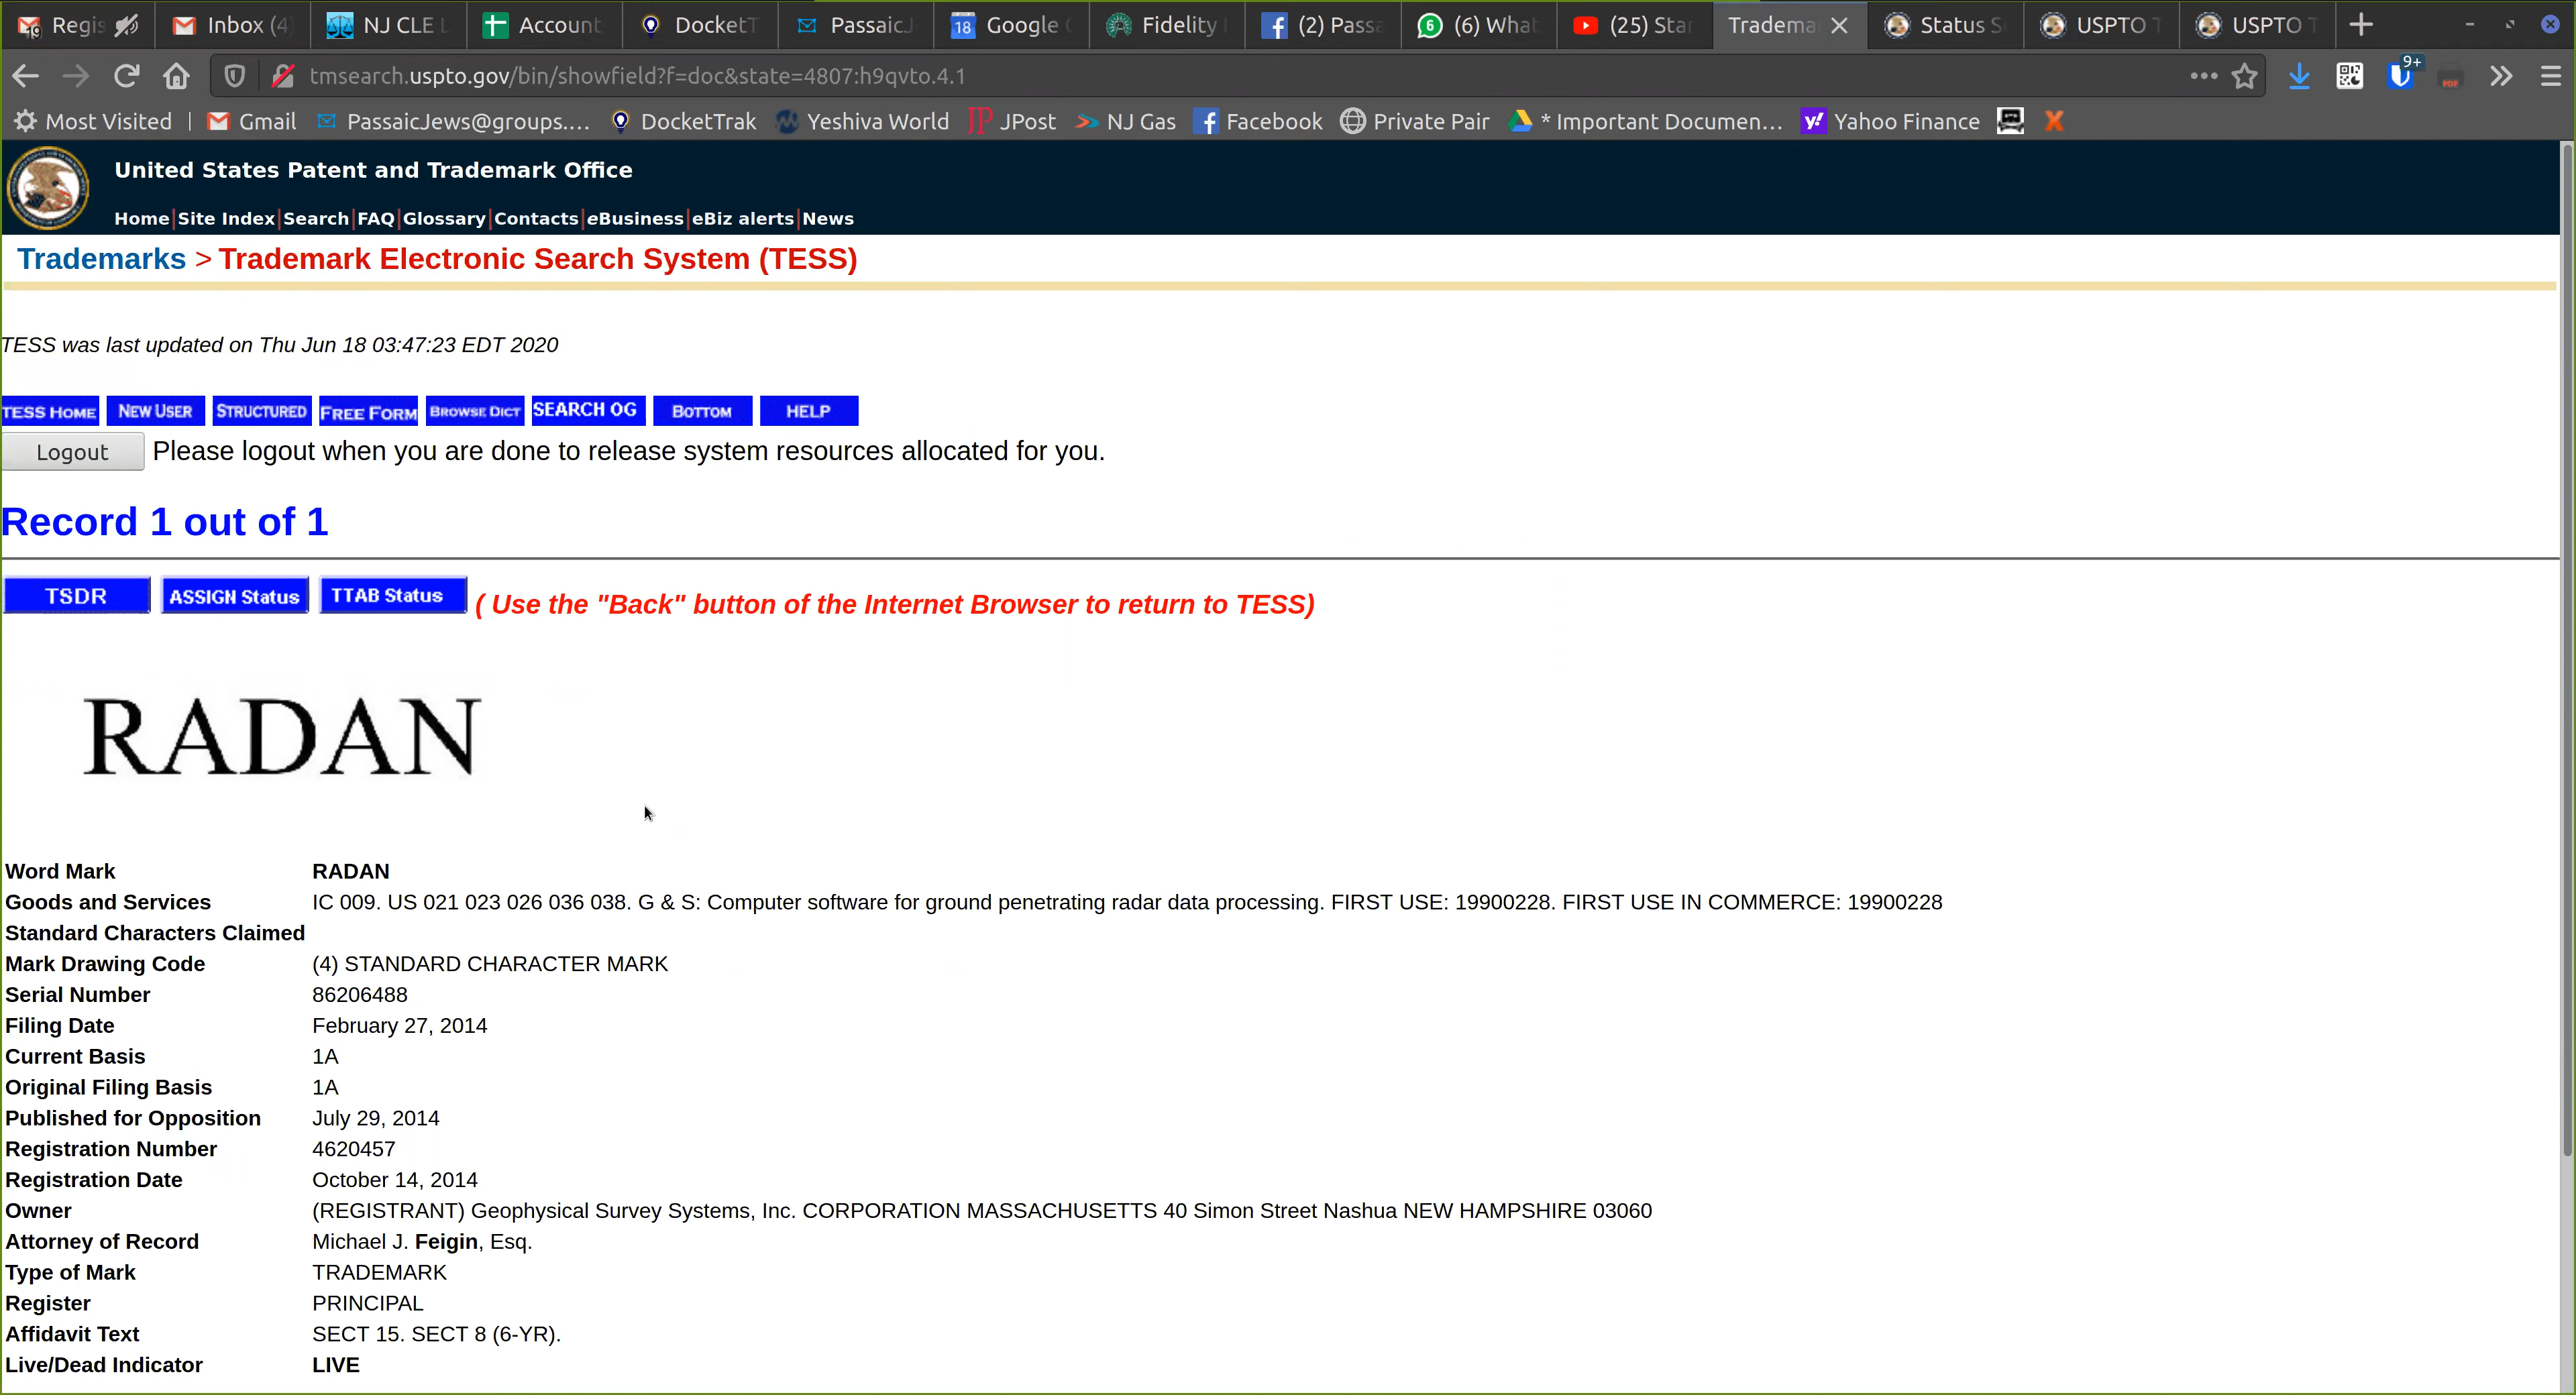 Regis Inbox (4) NJ CLE L Account DocketT PassaicJ Google C Fidelity (2) Passa (6) What (25) Star Tradema Status S USPTO T USPTO T
tmsearch.uspto.gov/bin/showfield?f=doc&state=4807:h9qvto.4.1 9+
Most Visited Gmail PassaicJews@groups.... DocketTrak Yeshiva World JP JPost NJ Gas Facebook Private Pair * Important Documen... Yahoo Finance
United States Patent and Trademark Office
Home|Site Index|Search|FAQ|Glossary|Contacts|eBusiness|eBiz alerts|News
Trademarks > Trademark Electronic Search System (TESS)
TESS was last updated on Thu Jun 18 03:47:23 EDT 2020
TESS HOME NEW USER STRUCTURED FREE FORM BROWSE DICT SEARCH OG BOTTOM HELP
Logout Please logout when you are done to release system resources allocated for you.
Record 1 out of 1
TSDR ASSIGN Status TTAB Status ( Use the "Back" button of the Internet Browser to return to TESS)
RADAN
Word Mark RADAN
Goods and Services IC 009. US 021 023 026 036 038. G & S: Computer software for ground penetrating radar data processing. FIRST USE: 19900228. FIRST USE IN COMMERCE: 19900228
Standard Characters Claimed
Mark Drawing Code (4) STANDARD CHARACTER MARK
Serial Number 86206488
Filing Date February 27, 2014
Current Basis 1A
Original Filing Basis 1A
Published for Opposition July 29, 2014
Registration Number 4620457
Registration Date October 14, 2014
Owner (REGISTRANT) Geophysical Survey Systems, Inc. CORPORATION MASSACHUSETTS 40 Simon Street Nashua NEW HAMPSHIRE 03060
Attorney of Record Michael J. Feigin, Esq.
Type of Mark TRADEMARK
Register PRINCIPAL
Affidavit Text SECT 15. SECT 8 (6-YR).
Live/Dead Indicator LIVE